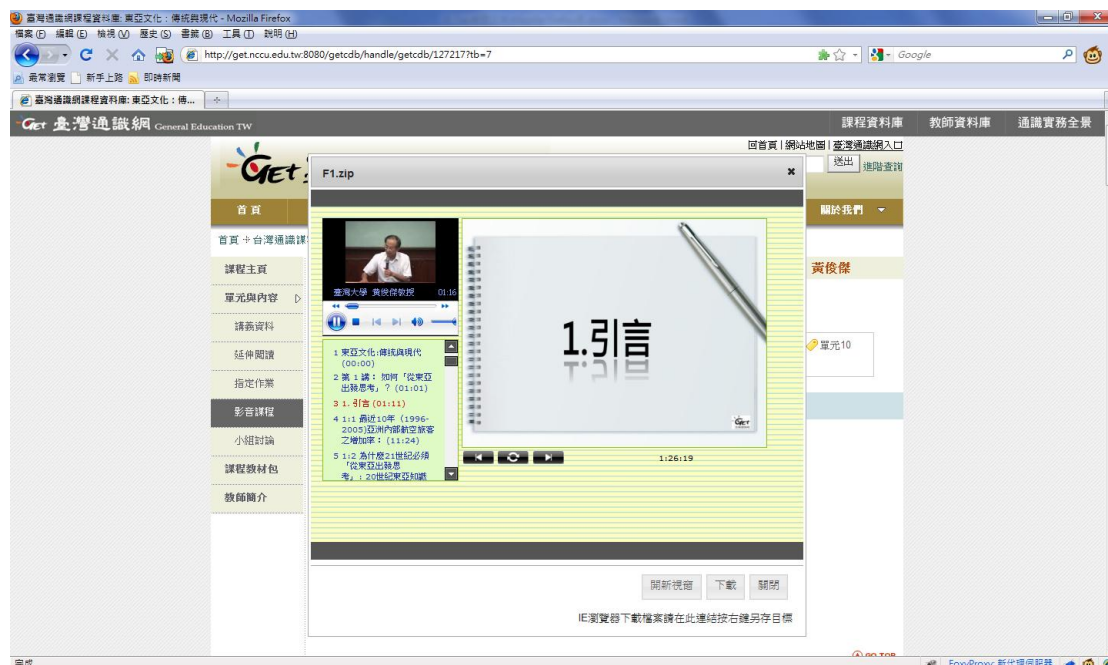 臺灣通識網課程資料庫: 東亞文化：傳統與現代 - Mozilla Firefox
檔案(F) 編輯(E) 檢視(V) 歷史(S) 書籤(B) 工具(T) 說明(H)
http://get.nccu.edu.tw:8080/getcdb/handle/getcdb/127217?tb=7
Google
最常瀏覽 新手上路 即時新聞
臺灣通識網課程資料庫: 東亞文化：傳...
GET 臺灣通識網 General Education TW 課程資料庫 教師資料庫 通識實務全景
回首頁 | 網站地圖 | 臺灣通識網入口
GET
送出 進階查詢
F1.zip
首頁
關於我們
首頁
台灣通識課
黃俊傑
課程主頁
單元與內容
講義資料
延伸閱讀
指定作業
影音課程
小組討論
課程教材包
教師簡介
臺灣大學 黃俊傑教授 01:16
1 東亞文化:傳統與現代
(00:00)
2 第 1 講： 如何「從東亞
出發思考」？(01:01)
3 1. 引言 (01:11)
4 1:1 最近10年 (1996-
2005)亞洲內部航空旅客
之增加率： (11:24)
5 1:2 為什麼21世紀必須
「從東亞出發思
考」：20世紀東亞知識
1.引言
GET
1:26:19
單元10
開新視窗 下載 關閉
IE瀏覽器下載檔案請在此連結按右鍵另存目標
GO TOP
完成
FoxyProxy: 新代理伺服器